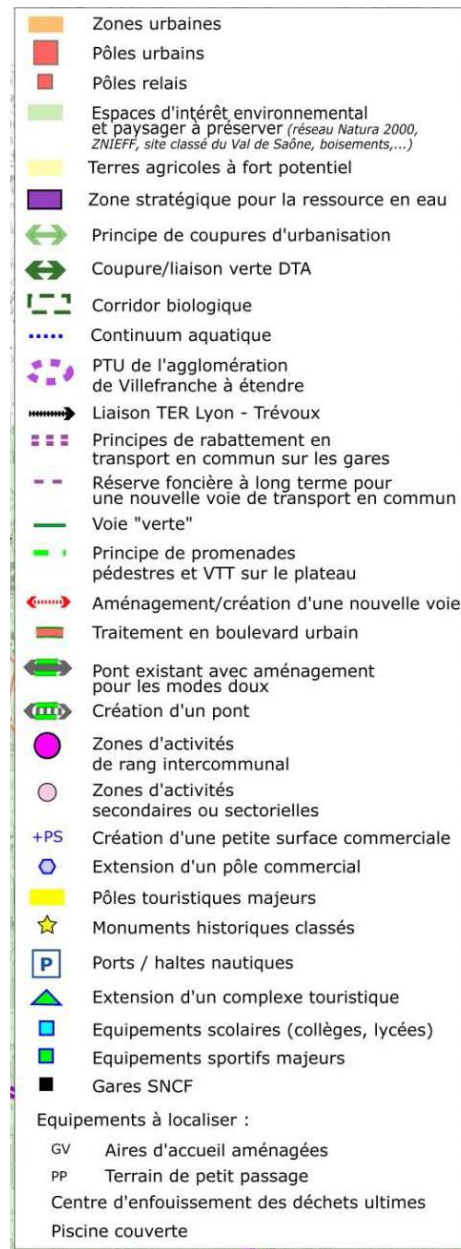 Zones urbaines
Pôles urbains
Pôles relais
Espaces d'intérêt environnemental
et paysager à préserver (réseau Natura 2000,
ZNIEFF, site classé du Val de Saône, boisements,...)
Terres agricoles à fort potentiel
Zone stratégique pour la ressource en eau
Principe de coupures d'urbanisation
Coupure/liaison verte DTA
Corridor biologique
Continuum aquatique
PTU de l'agglomération
de Villefranche à étendre
Liaison TER Lyon - Trévoux
Principes de rabattement en
transport en commun sur les gares
Réserve foncière à long terme pour
une nouvelle voie de transport en commun
Voie "verte"
Principe de promenades
pédestres et VTT sur le plateau
Aménagement/création d'une nouvelle voie
Traitement en boulevard urbain
Pont existant avec aménagement
pour les modes doux
Création d'un pont
Zones d'activités
de rang intercommunal
Zones d'activités
secondaires ou sectorielles
+PS Création d'une petite surface commerciale
Extension d'un pôle commercial
Pôles touristiques majeurs
Monuments historiques classés
P Ports / haltes nautiques
Extension d'un complexe touristique
Equipements scolaires (collèges, lycées)
Equipements sportifs majeurs
Gares SNCF
Equipements à localiser :
GV Aires d'accueil aménagées
PP Terrain de petit passage
Centre d'enfouissement des déchets ultimes
Piscine couverte